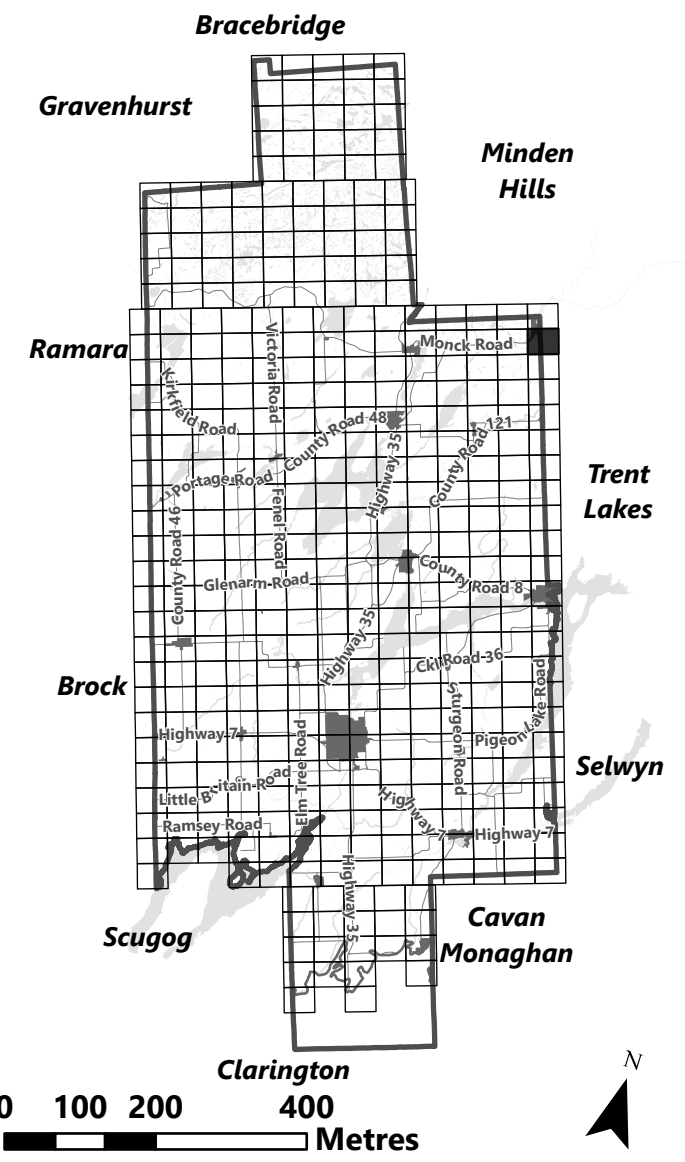 Bracebridge
Gravenhurst
Minden
Hills
Ramara
Monck Road
Victoria Road
Kirkfield Road
County Road 48
County Road 121
Highway 35
Portage Road
Trent
Lakes
Fenel Road
County Road 46
Glenarm Road
County Road 8
Highway 35
Ckl Road 36
Brock
Sturgeon Road
Pigeon Lake Road
Highway 7
Elm Tree Road
Selwyn
Little Britain Road
Highway 7
Ramsey Road
Highway 7
Highway 35
Scugog
Cavan
Monaghan
Clarington
N
0 100 200 400
Metres